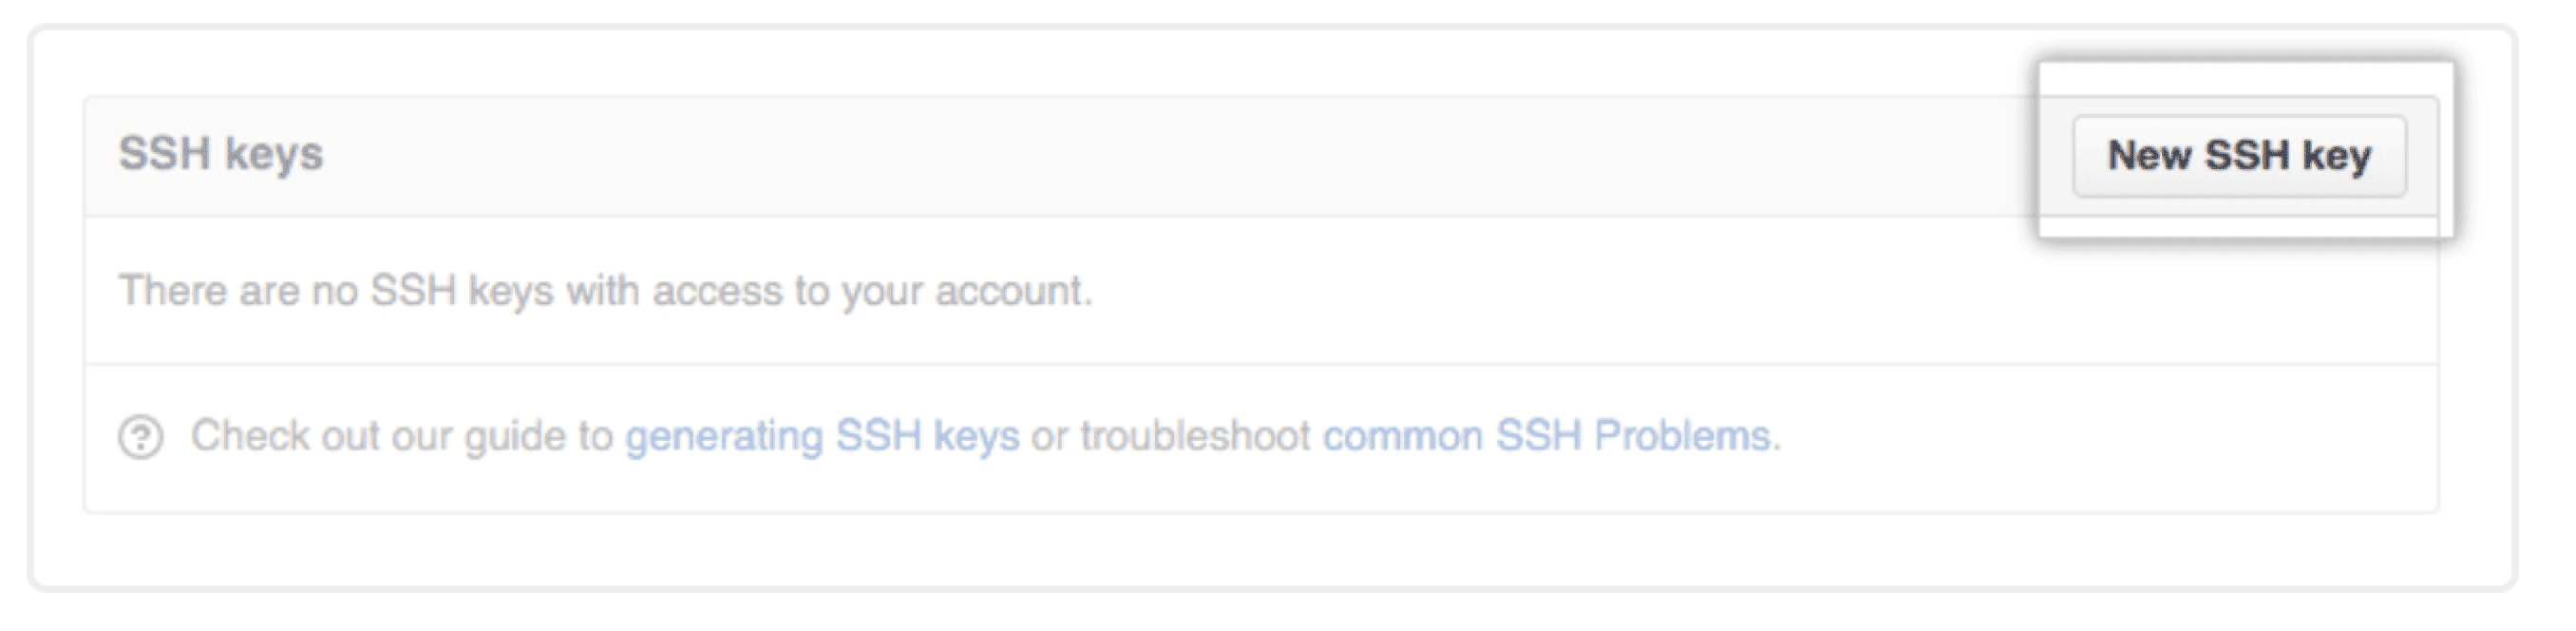 SSH keys
New SSH key
There are no SSH keys with access to your account.
Check out our guide to generating SSH keys or troubleshoot common SSH Problems.